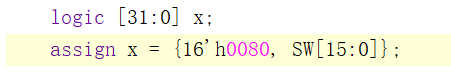 logic [31:0] x;
assign x = {16'h0080, SW[15:0]};